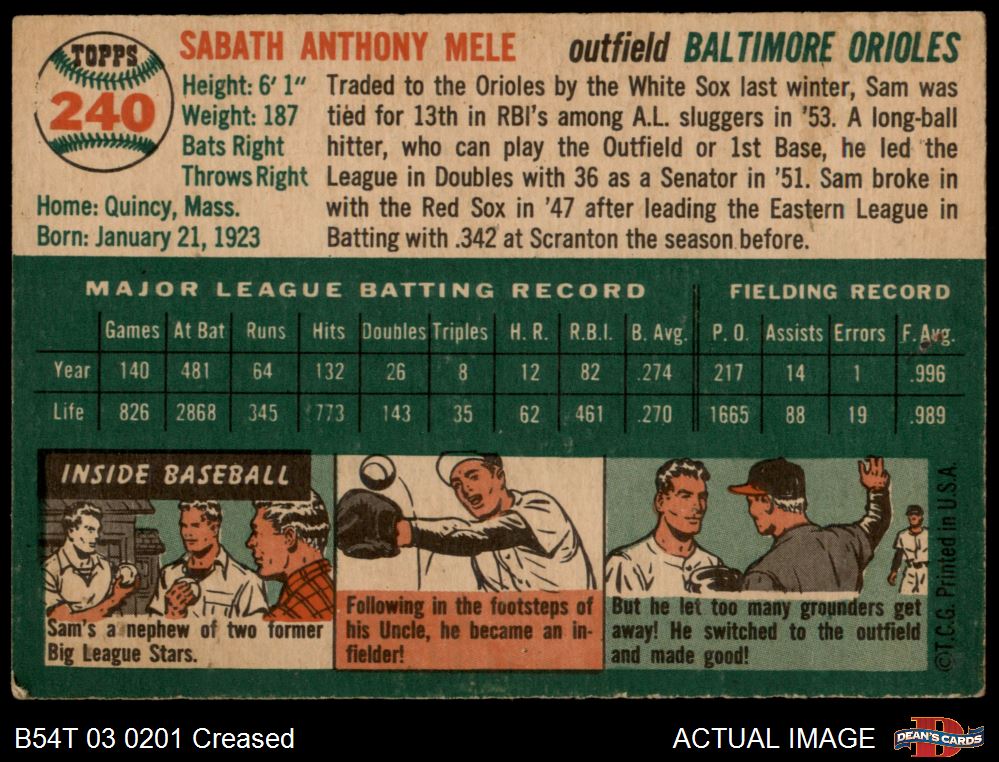 TOPPS
240
SABATH ANTHONY MELE outfield BALTIMORE ORIOLES
Height: 6' 1"
Weight: 187
Bats Right
Throws Right
Home: Quincy, Mass.
Born: January 21, 1923
Traded to the Orioles by the White Sox last winter, Sam was
tied for 13th in RBI's among A.L. sluggers in '53. A long-ball
hitter, who can play the Outfield or 1st Base, he led the
League in Doubles with 36 as a Senator in '51. Sam broke in
with the Red Sox in '47 after leading the Eastern League in
Batting with .342 at Scranton the season before.
MAJOR LEAGUE BATTING RECORD FIELDING RECORD
Games At Bat Runs Hits Doubles Triples H. R. R.B.I. B. Avg. P. O. Assists Errors F. Avg.
Year 140 481 64 132 26 8 12 82 .274 217 14 1 .996
Life 826 2868 345 773 143 35 62 461 .270 1665 88 19 .989
INSIDE BASEBALL
Sam's a nephew of two former
Big League Stars.
Following in the footsteps of
his Uncle, he became an in-
fielder!
But he let too many grounders get
away! He switched to the outfield
and made good!
©T.C.G. Printed in U.S.A.
B54T 03 0201 Creased ACTUAL IMAGE
DEAN'S CARDS